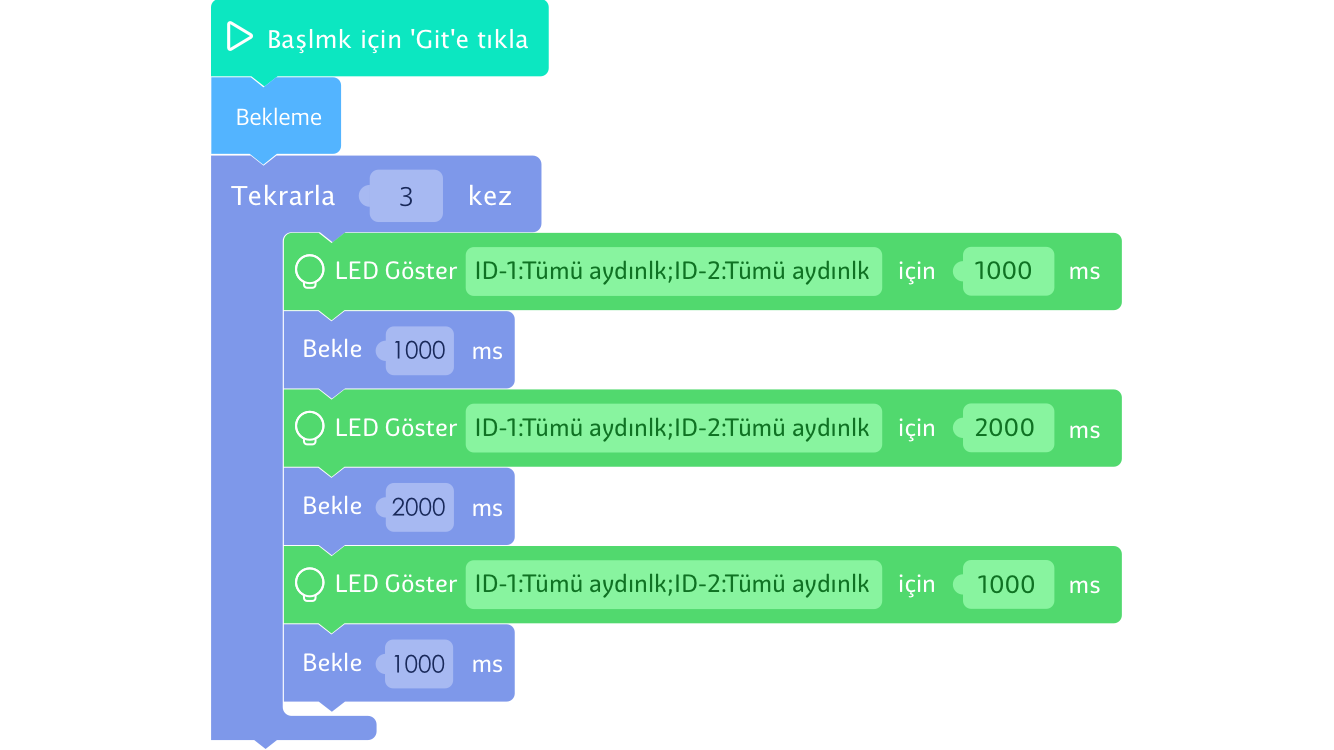 Başlmk için 'Git'e tıkla
Bekleme
Tekrarla 3 kez
LED Göster ID-1:Tümü aydınlk;ID-2:Tümü aydınlk için 1000 ms
Bekle 1000 ms
LED Göster ID-1:Tümü aydınlk;ID-2:Tümü aydınlk için 2000 ms
Bekle 2000 ms
LED Göster ID-1:Tümü aydınlk;ID-2:Tümü aydınlk için 1000 ms
Bekle 1000 ms